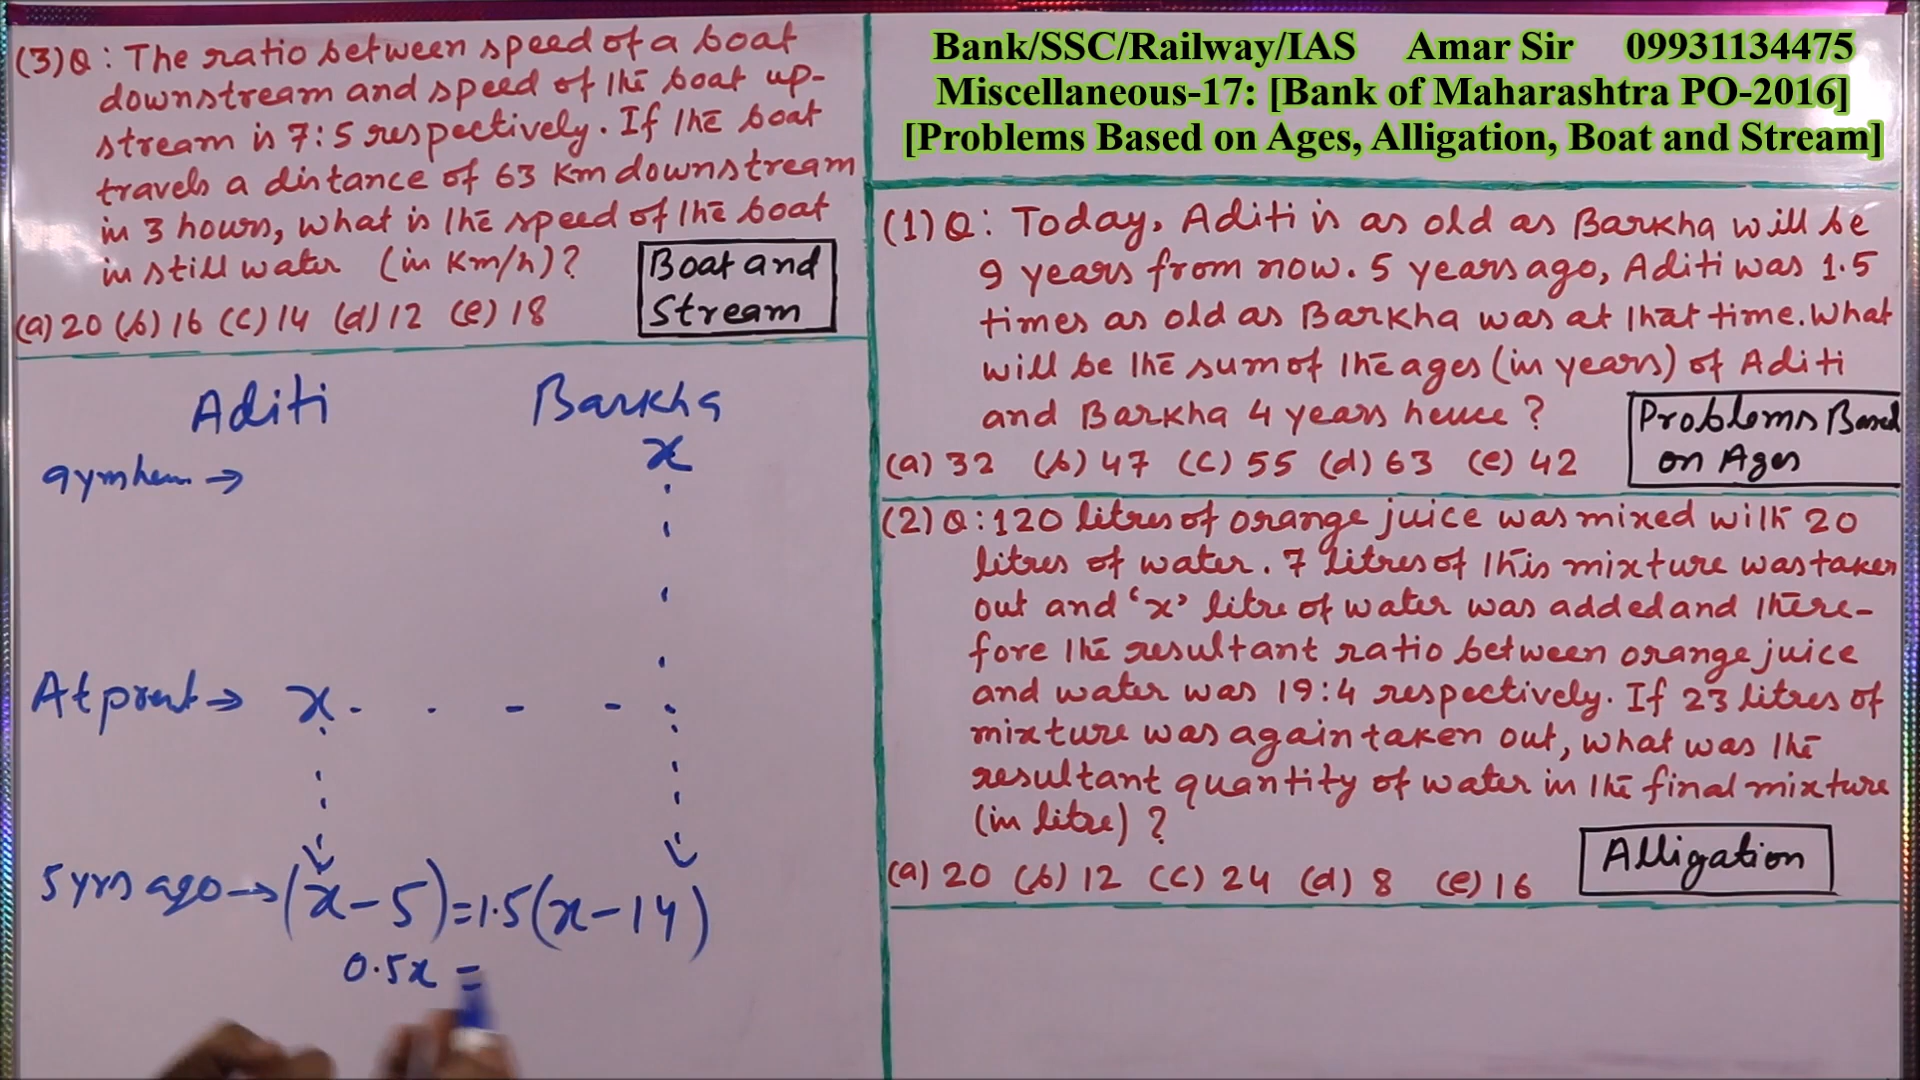 Bank/SSC/Railway/IAS Amar Sir 09931134475
Miscellaneous-17: [Bank of Maharashtra PO-2016]
[Problems Based on Ages, Alligation, Boat and Stream]
(3) Q: The ratio between speed of a boat
downstream and speed of the boat up-
stream is 7:5 respectively. If the boat
travels a distance of 63 Km downstream
in 3 hours, what is the speed of the boat
in still water (in Km/h)?
(a) 20 (b) 16 (c) 14 (d) 12 (e) 18
Boat and
Stream
(1) Q: Today, Aditi is as old as Barkha will be
9 years from now. 5 years ago, Aditi was 1.5
times as old as Barkha was at that time. What
will be the sum of the ages (in years) of Aditi
and Barkha 4 years hence?
(a) 32 (b) 47 (c) 55 (d) 63 (e) 42
Problems Based
on Ages
(2) Q: 120 litres of orange juice was mixed with 20
litres of water. 7 litres of this mixture was taken
out and 'x' litre of water was added and there-
fore the resultant ratio between orange juice
and water was 19:4 respectively. If 23 litres of
mixture was again taken out, what was the
resultant quantity of water in the final mixture
(in litre)?
(a) 20 (b) 12 (c) 24 (d) 8 (e) 16
Alligation
Aditi Barkha
x
→
At →  x
5 yrs ago → (x-5) = 1.5(x-14)
0.5x =